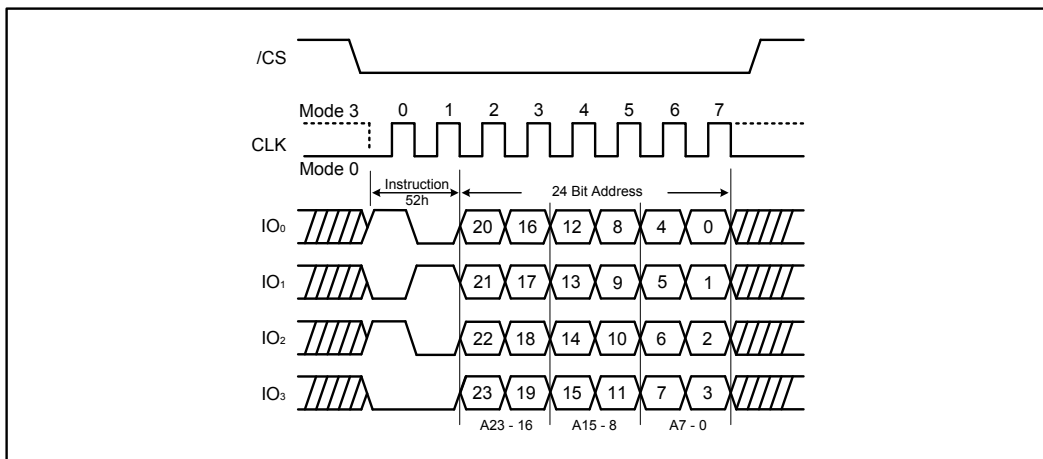 /CS
Mode 3 0 1 2 3 4 5 6 7
CLK
Mode 0
Instruction
52h
24 Bit Address
IO0 20 16 12 8 4 0
IO1 21 17 13 9 5 1
IO2 22 18 14 10 6 2
IO3 23 19 15 11 7 3
A23 - 16 A15 - 8 A7 - 0